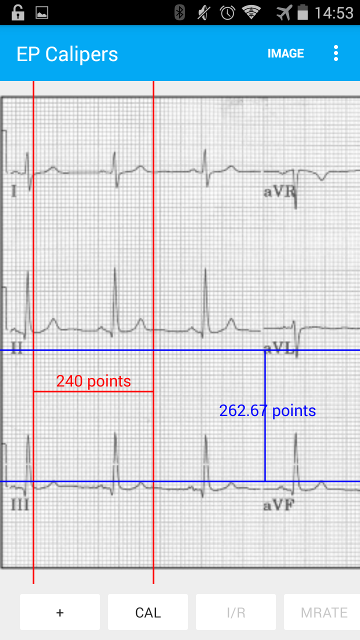 14:53
EP Calipers
IMAGE
I
aVR
II
aVL
240 points
262.67 points
III
aVF
+
CAL
I/R
MRATE